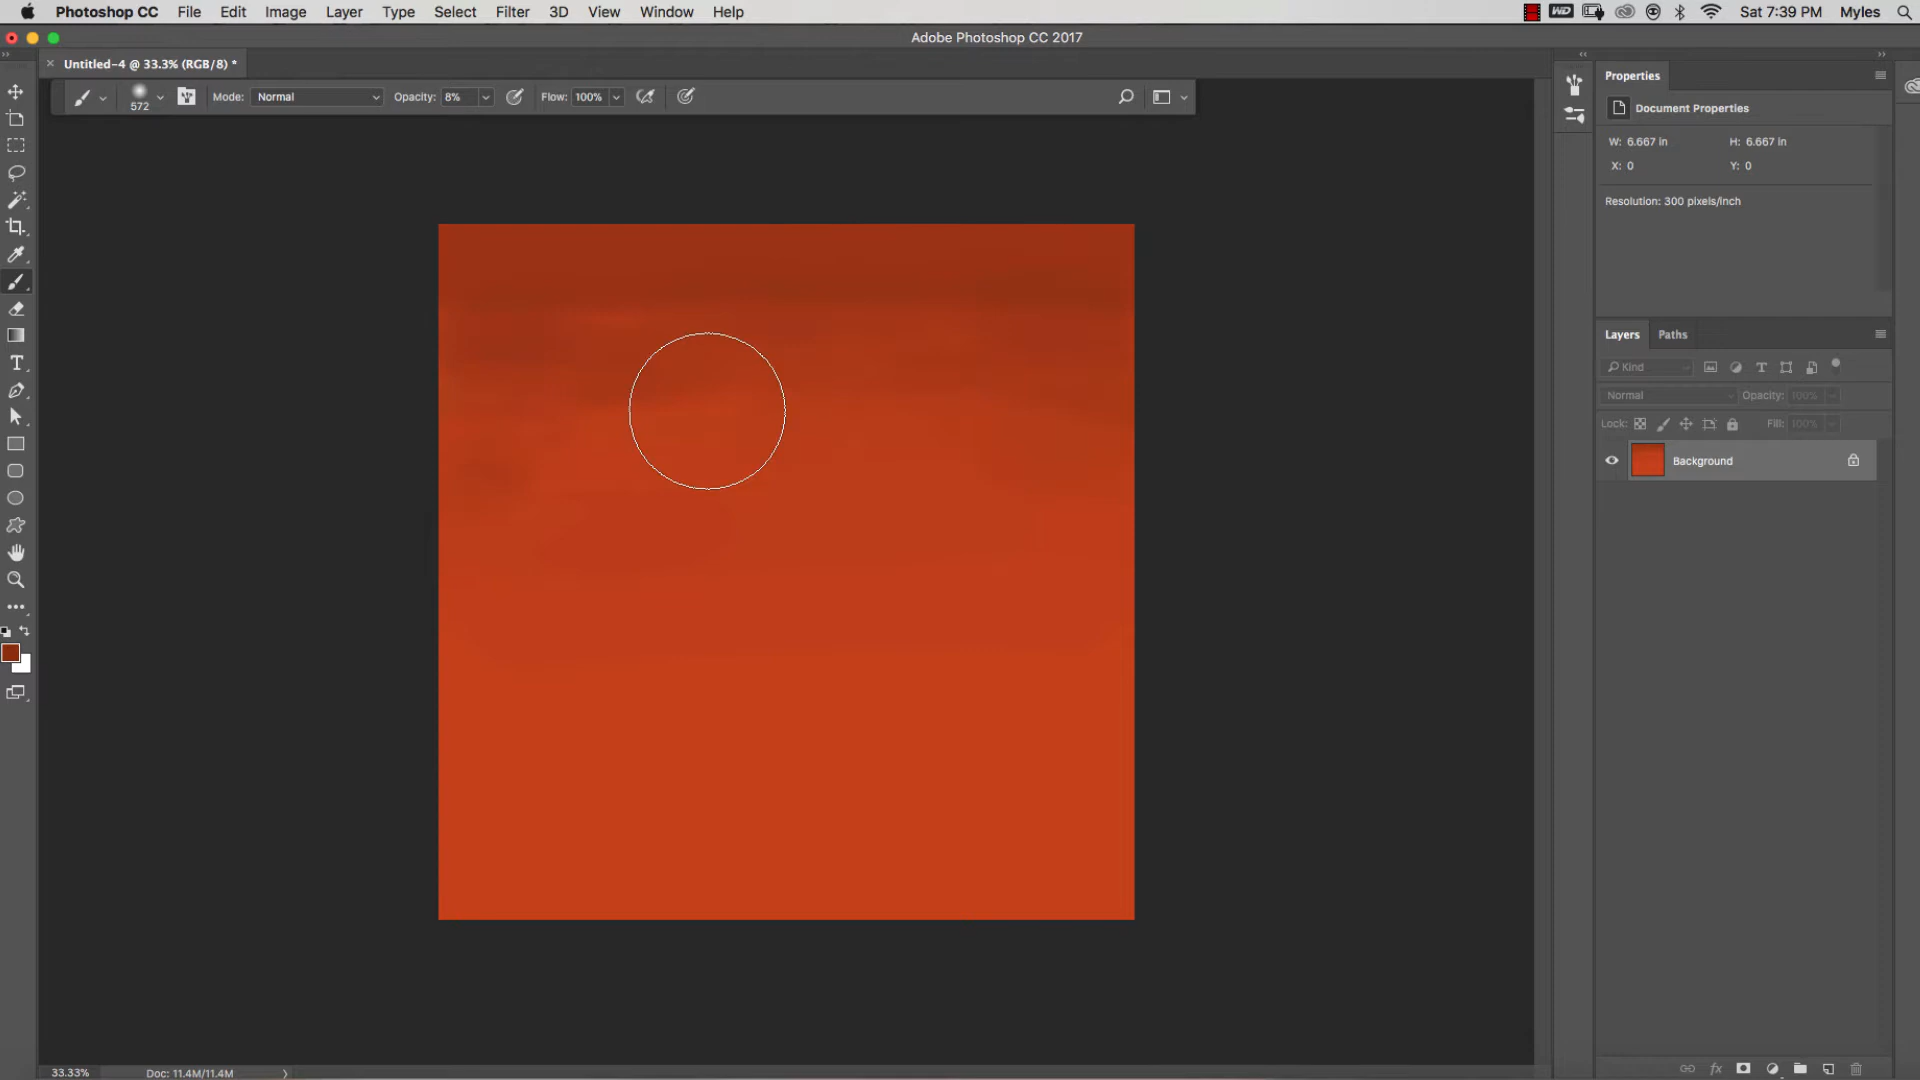 Photoshop CC File Edit Image Layer Type Select Filter 3D View Window Help WD Sat 7:39 PM Myles
Adobe Photoshop CC 2017
Untitled-4 @ 33.3% (RGB/8) *
572 Mode: Normal Opacity: 8% Flow: 100%
Properties
Document Properties
W: 6.667 in H: 6.667 in
X: 0 Y: 0
Resolution: 300 pixels/inch
Layers Paths
Kind
Normal Opacity: 100%
Lock: Fill: 100%
Background
33.33% Doc: 11.4M/11.4M